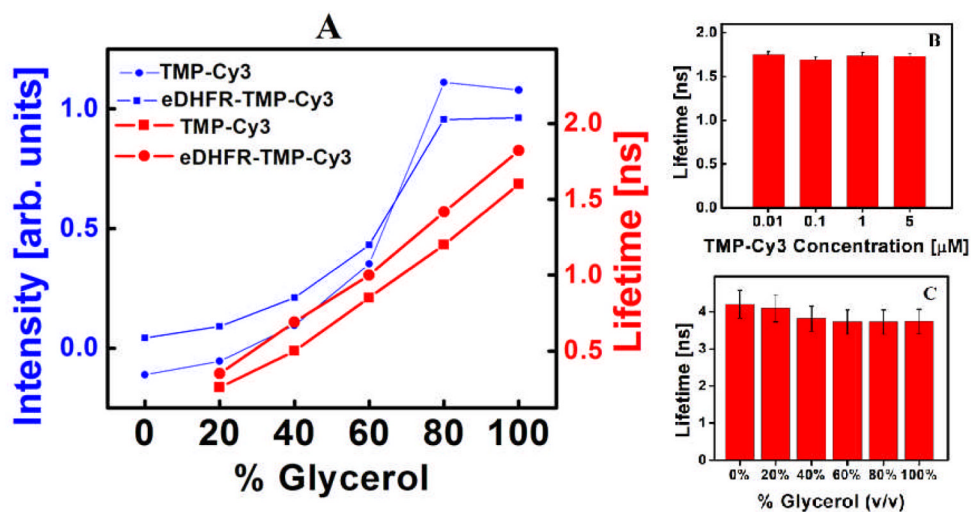 A
Intensity [arb. units]
1.0
0.5
0.0
TMP-Cy3
eDHFR-TMP-Cy3
TMP-Cy3
eDHFR-TMP-Cy3
2.0
1.5
1.0
0.5
Lifetime [ns]
0 20 40 60 80 100
% Glycerol
B
Lifetime [ns]
2.0
1.5
1.0
0.5
0.0
0.01 0.1 1 5
TMP-Cy3 Concentration [μM]
C
Lifetime [ns]
4
3
2
1
0
0% 20% 40% 60% 80% 100%
% Glycerol (v/v)